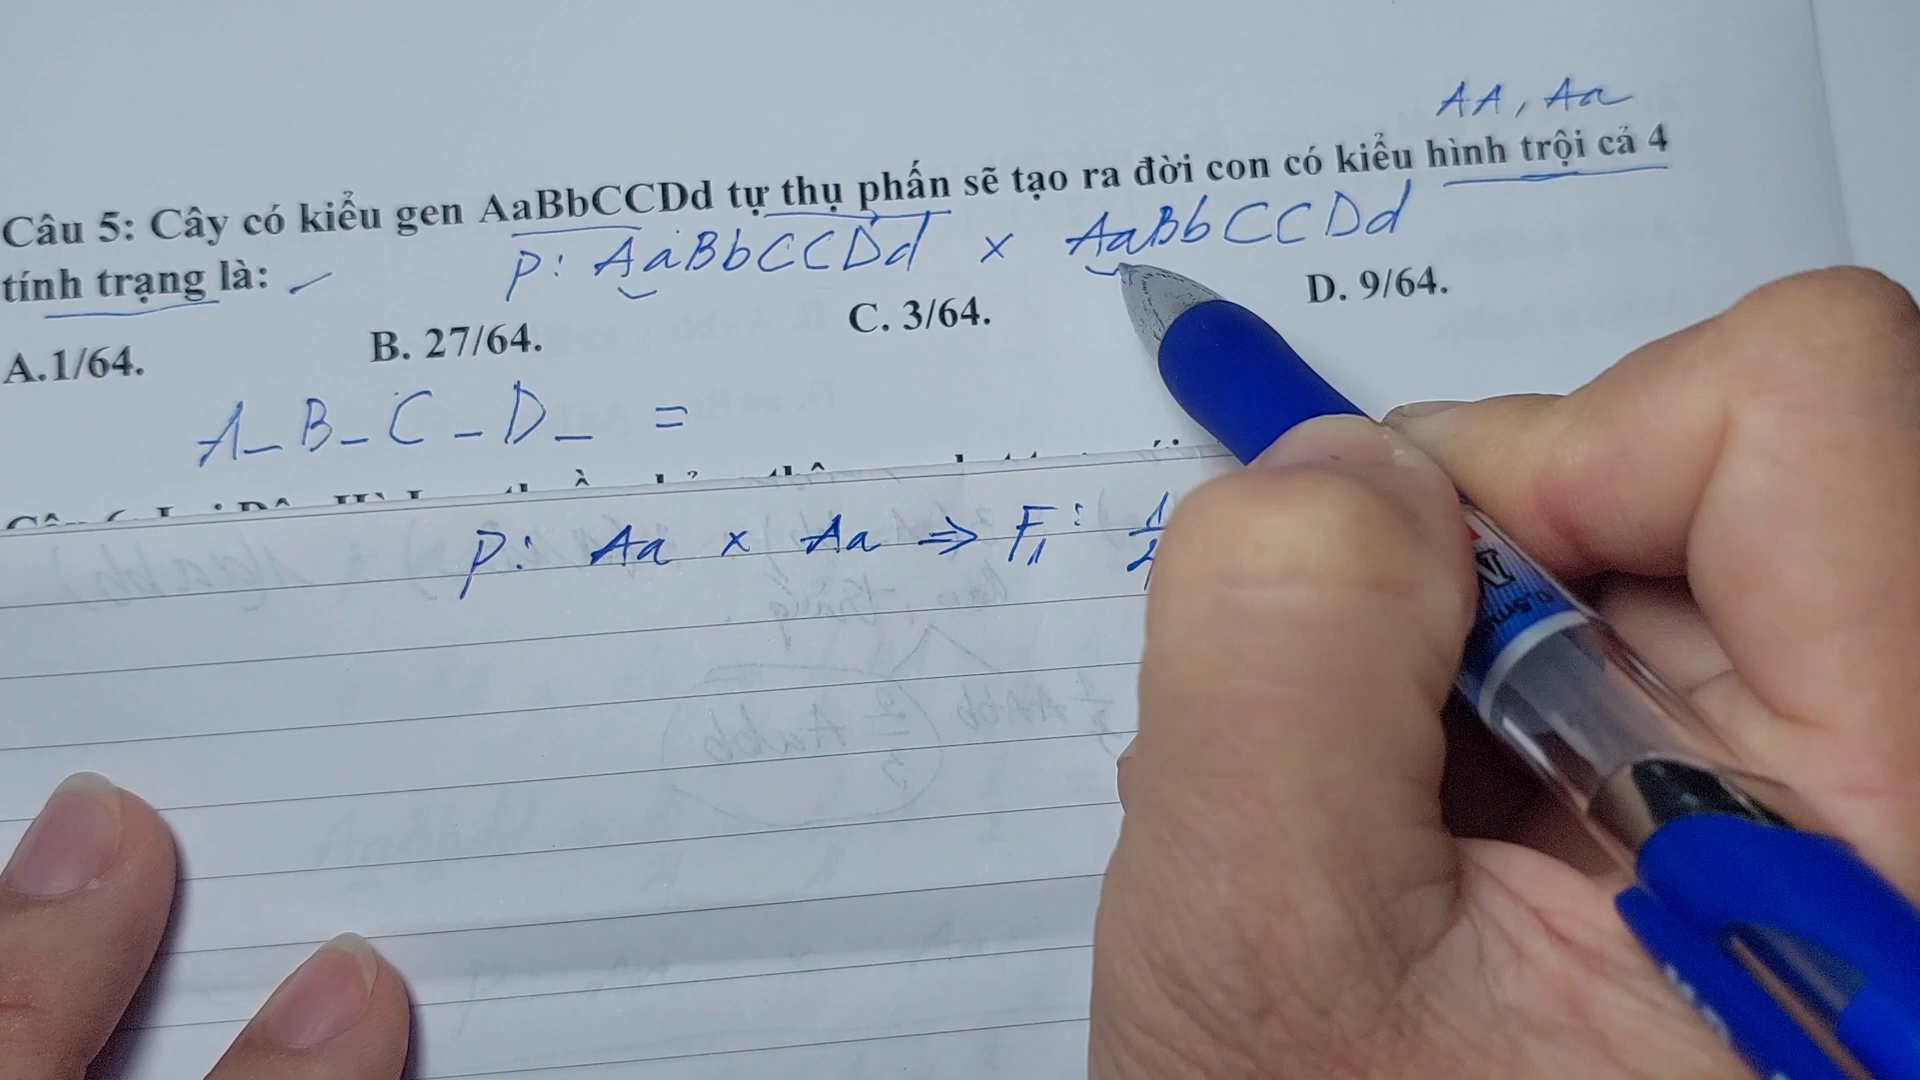 AA, Aa
Câu 5: Cây có kiểu gen AaBbCCDd tự thụ phấn sẽ tạo ra đời con có kiểu hình trội cả 4
tính trạng là:
P: AaBbCCDd x AaBbCCDd
A.1/64. B. 27/64. C. 3/64. D. 9/64.
A_B_C_D_ =
P: Aa x Aa => F1: 1